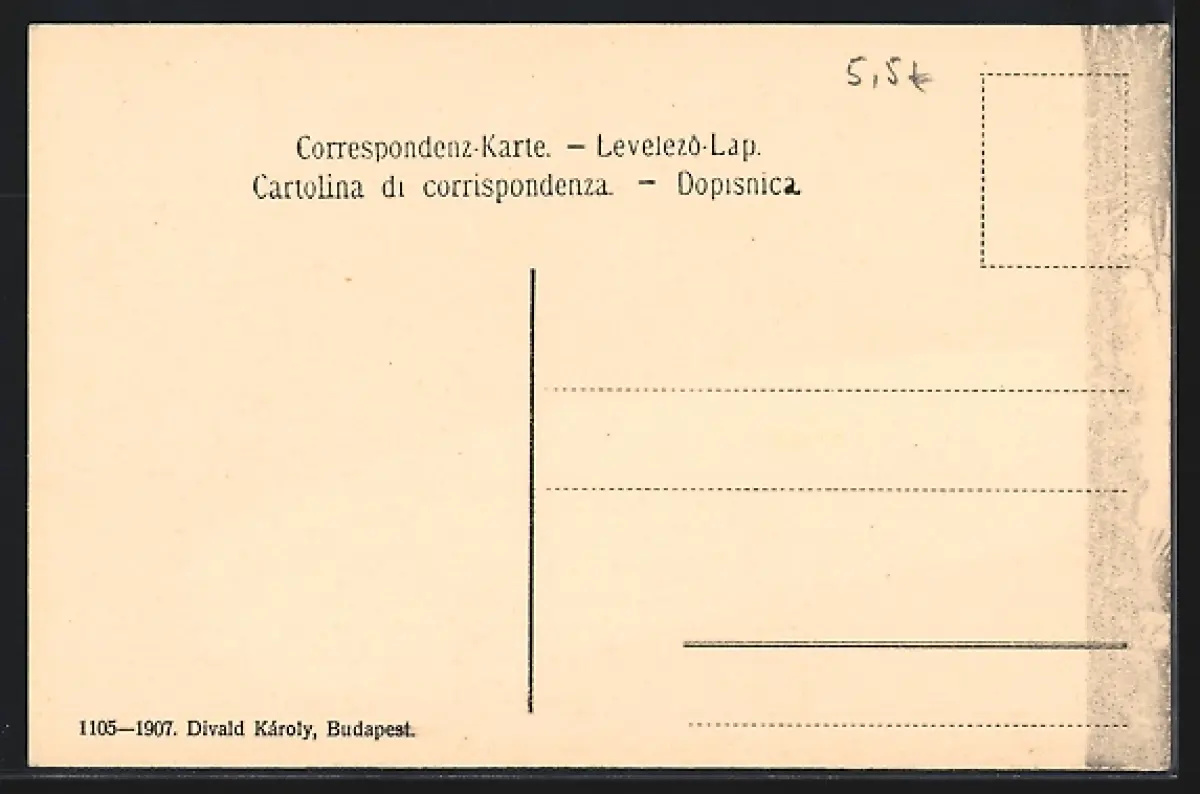 5,5€
Correspondenz-Karte. — Levelező-Lap.
Cartolina di corrispondenza. — Dopisnica
1105—1907. Divald Károly, Budapest.